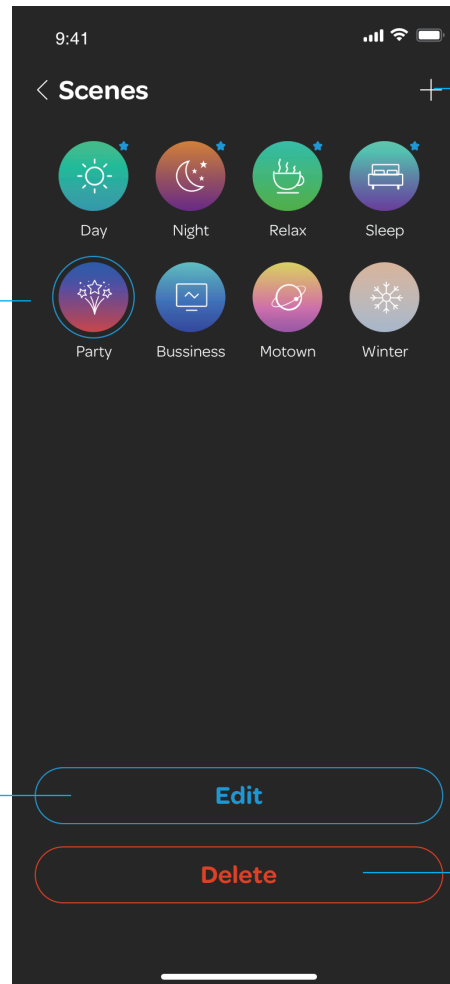 9:41
Scenes
Day Night Relax Sleep
Party Bussiness Motown Winter
Edit
Delete